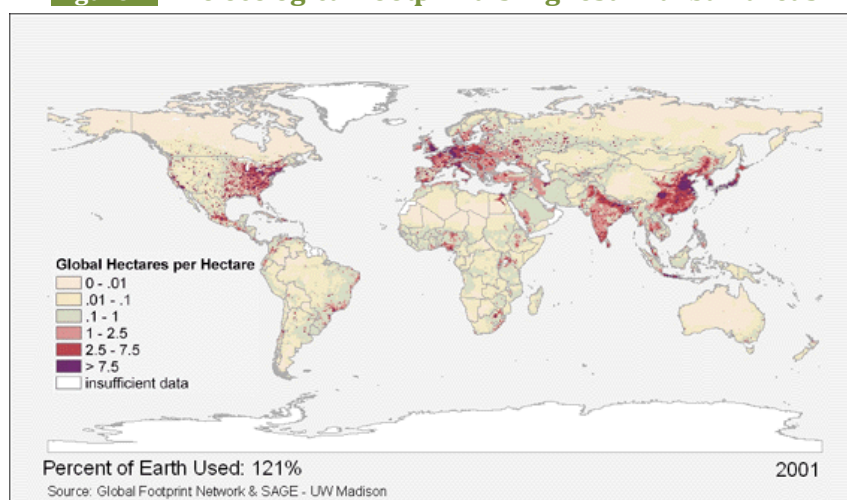 Global Hectares per Hectare
0 - .01
.01 - .1
.1 - 1
1 - 2.5
2.5 - 7.5
> 7.5
insufficient data
Percent of Earth Used: 121%
2001
Source: Global Footprint Network & SAGE - UW Madison